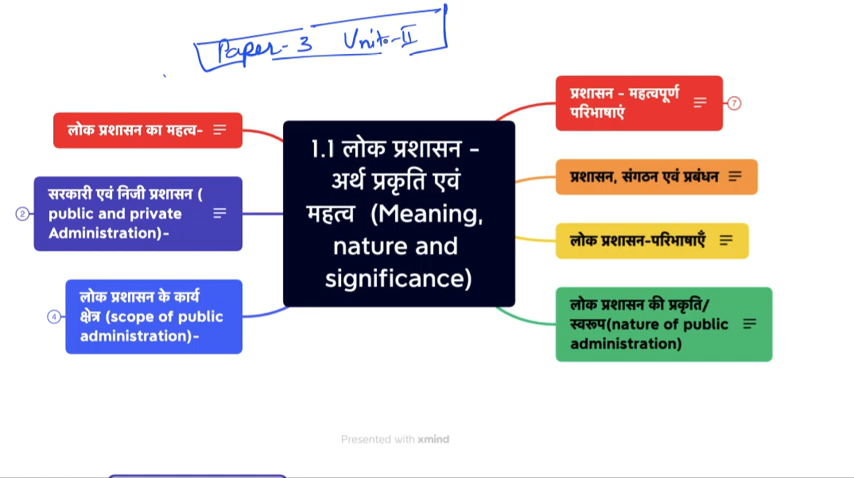 Paper-3 Unit-II
लोक प्रशासन का महत्व-
सरकारी एवं निजी प्रशासन (
public and private
Administration)-
2
लोक प्रशासन के कार्य
क्षेत्र (scope of public
administration)-
4
1.1 लोक प्रशासन -
अर्थ प्रकृति एवं
महत्व (Meaning,
nature and
significance)
प्रशासन - महत्वपूर्ण
परिभाषाएं
7
प्रशासन, संगठन एवं प्रबंधन
लोक प्रशासन-परिभाषाएँ
लोक प्रशासन की प्रकृति/
स्वरूप(nature of public
administration)
Presented with xmind